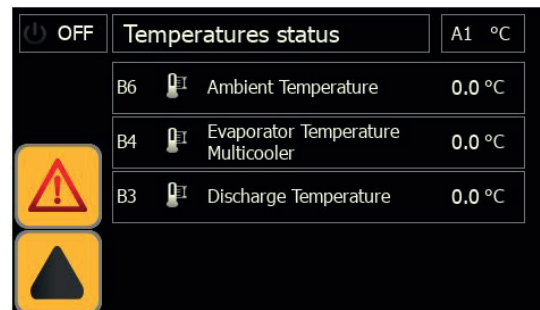 OFF Temperatures status A1 °C
B6 Ambient Temperature 0.0 °C
B4 Evaporator Temperature Multicooler 0.0 °C
B3 Discharge Temperature 0.0 °C